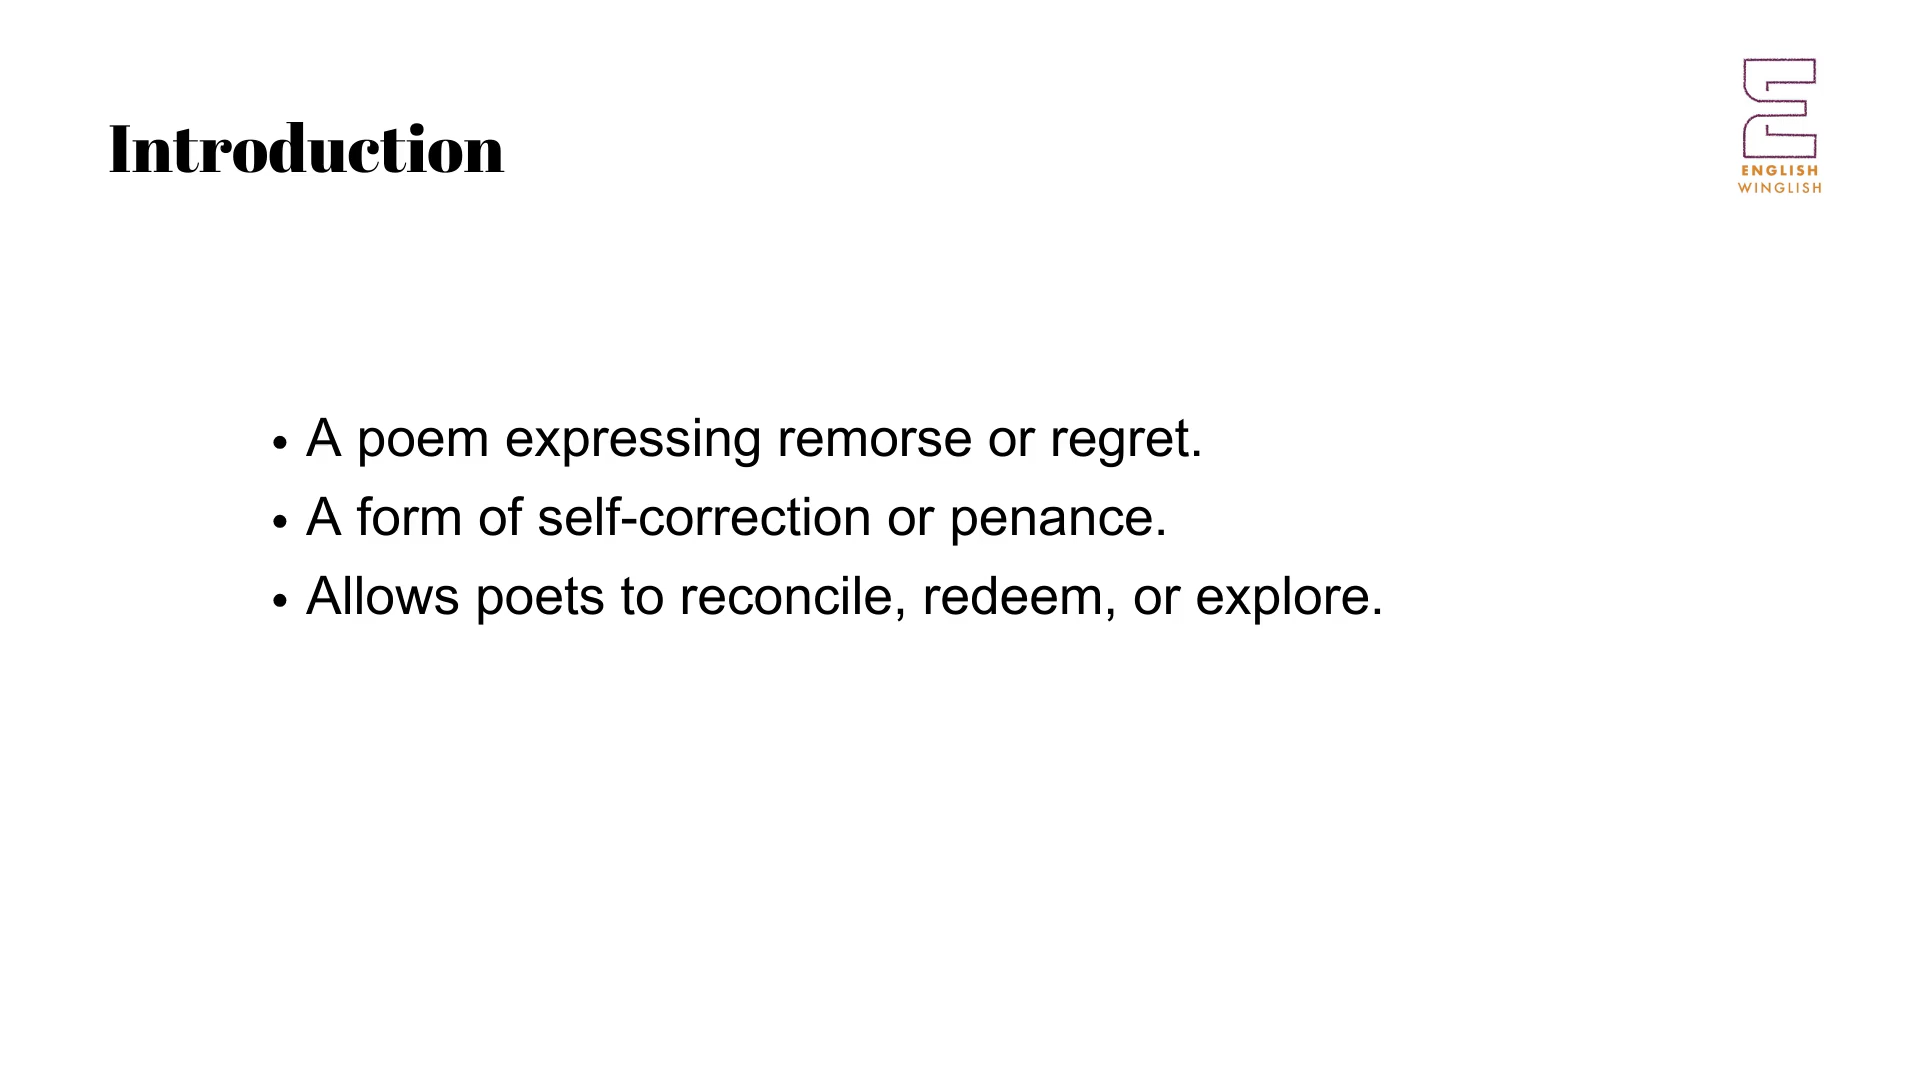 Introduction
ENGLISH
WINGLISH
• A poem expressing remorse or regret.
• A form of self-correction or penance.
• Allows poets to reconcile, redeem, or explore.